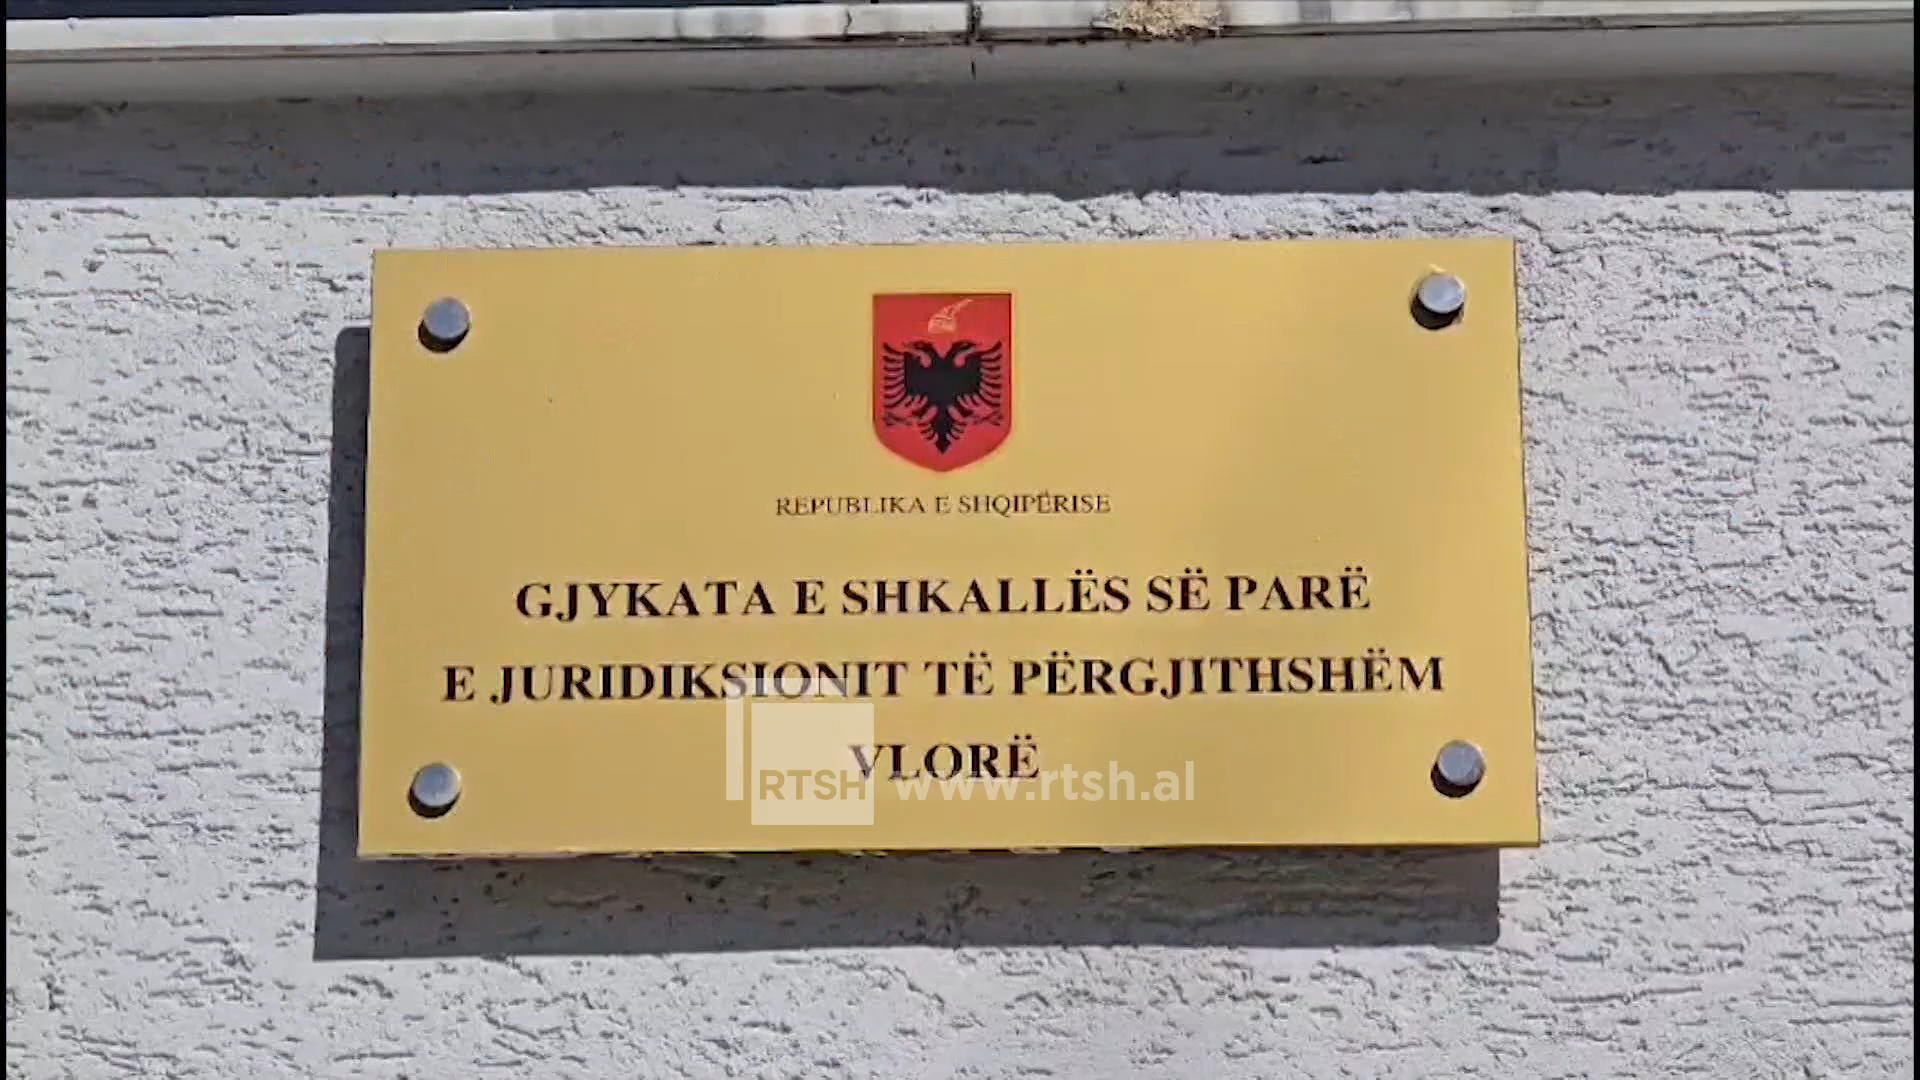 REPUBLIKA E SHQIPËRISE
GJYKATA E SHKALLËS SË PARË
E JURIDIKSIONIT TË PËRGJITHSHËM
VLORË
RTSH www.rtsh.al